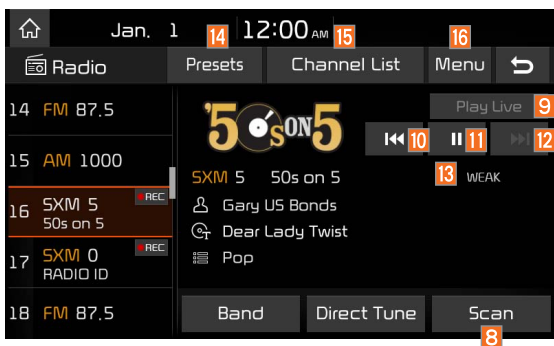 Jan. 1 12:00 AM
14 15 16
Radio Presets Channel List Menu
14 FM 87.5
15 AM 1000
16 SXM 5 REC
50s on 5
17 SXM 0 REC
RADIO ID
18 FM 87.5
'50s ON 5
Play Live 9
10 11 12
13 WEAK
SXM 5 50s on 5
Gary US Bonds
Dear Lady Twist
Pop
Band Direct Tune Scan
8